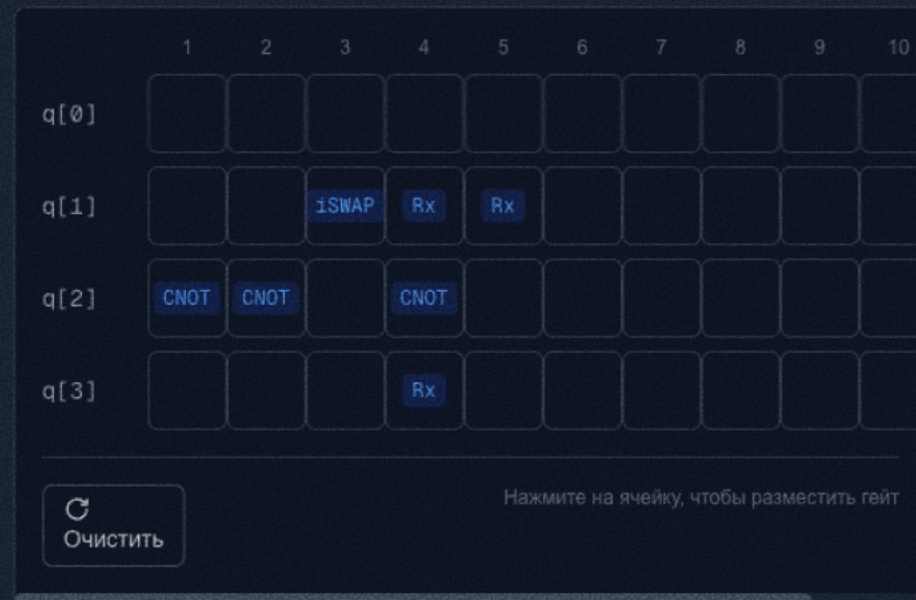 1 2 3 4 5 6 7 8 9 10
q[0]
q[1] iSWAP Rx Rx
q[2] CNOT CNOT CNOT
q[3] Rx
Нажмите на ячейку, чтобы разместить гейт
Очистить